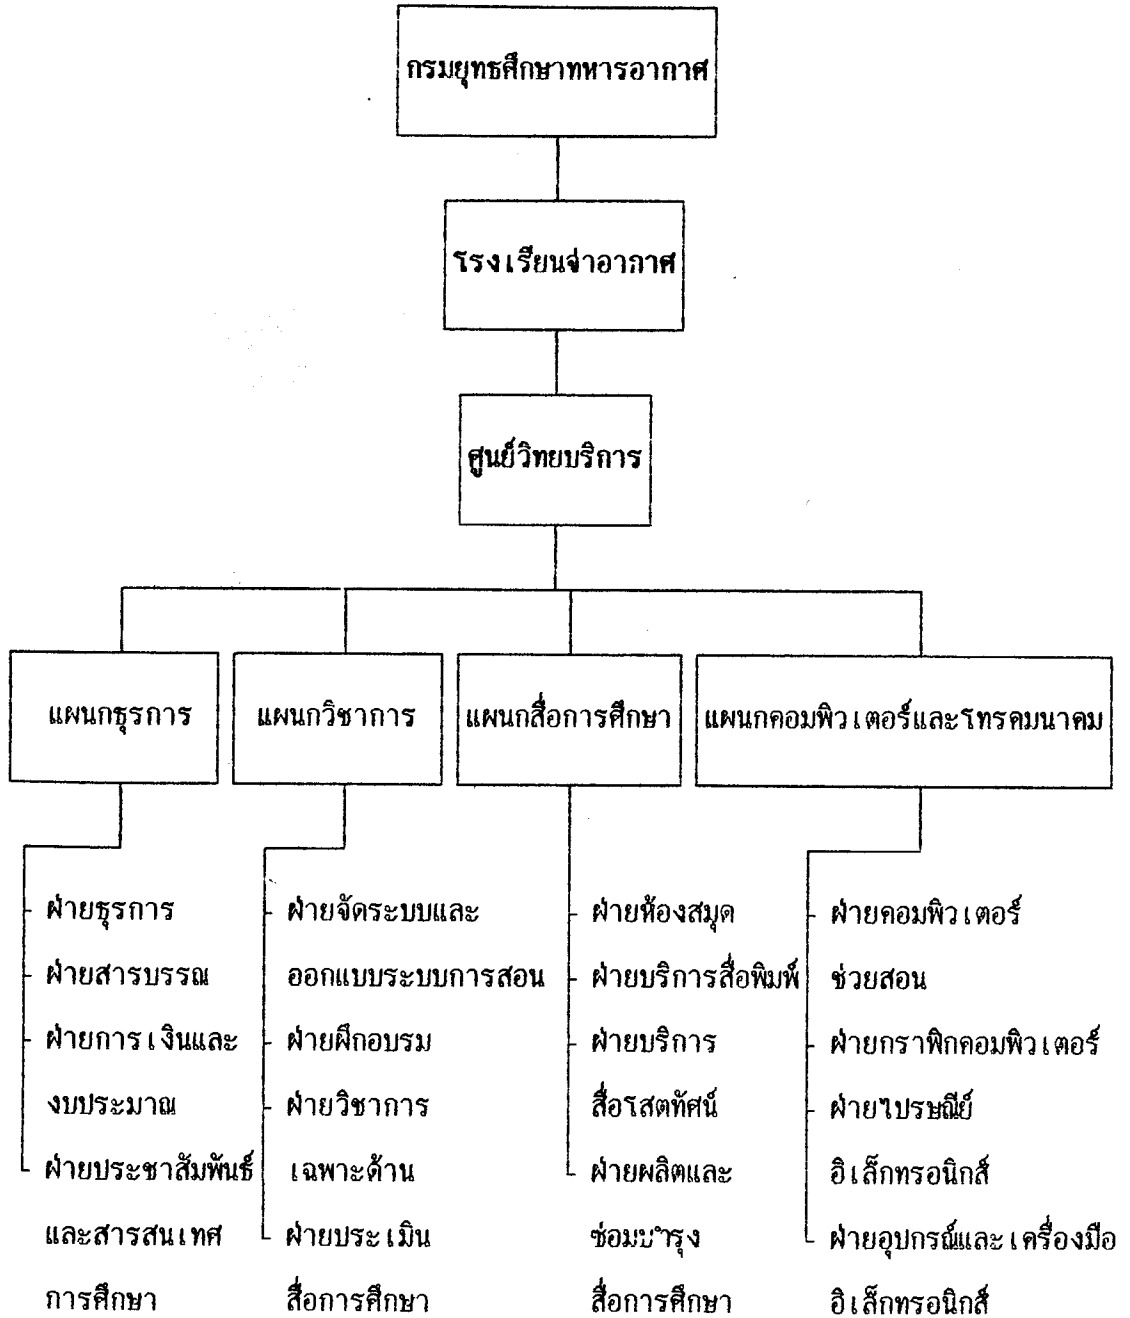 กรมยุทธศึกษาทหารอากาศ
โรงเรียนจ่าอากาศ
ศูนย์วิทยบริการ
แผนกธุรการ
แผนกวิชาการ
แผนกสื่อการศึกษา
แผนกคอมพิวเตอร์และโทรคมนาคม
- ฝ่ายธุรการ
- ฝ่ายสารบรรณ
- ฝ่ายการเงินและ
งบประมาณ
- ฝ่ายประชาสัมพันธ์
และสารสนเทศ
การศึกษา
- ฝ่ายจัดระบบและ
ออกแบบระบบการสอน
- ฝ่ายฝึกอบรม
- ฝ่ายวิชาการ
เฉพาะด้าน
- ฝ่ายประเมิน
สื่อการศึกษา
- ฝ่ายห้องสมุด
- ฝ่ายบริการสื่อพิมพ์
- ฝ่ายบริการ
สื่อโสตทัศน์
- ฝ่ายผลิตและ
ซ่อมบำรุง
สื่อการศึกษา
- ฝ่ายคอมพิวเตอร์
ช่วยสอน
- ฝ่ายกราฟิกคอมพิวเตอร์
- ฝ่ายไปรษณีย์
อิเล็กทรอนิกส์
- ฝ่ายอุปกรณ์และเครื่องมือ
อิเล็กทรอนิกส์